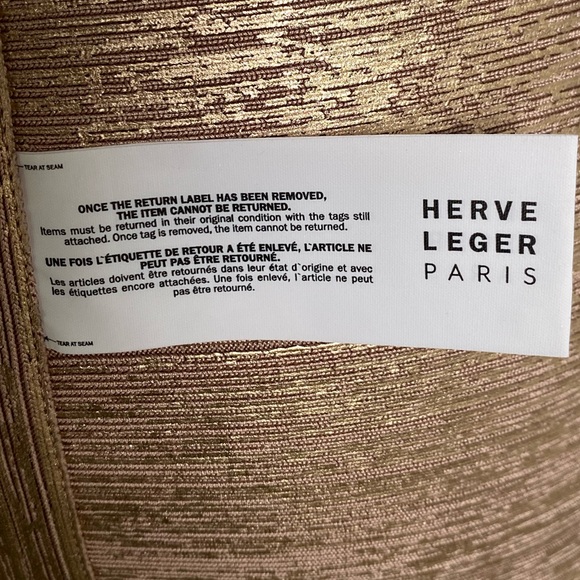 TEAR AT SEAM
ONCE THE RETURN LABEL HAS BEEN REMOVED,
THE ITEM CANNOT BE RETURNED.
Items must be returned in their original condition with the tags still
attached. Once tag is removed, the item cannot be returned.
UNE FOIS L`ÉTIQUETTE DE RETOUR A ÉTÉ ENLEVÉ, L'ARTICLE NE
PEUT PAS ÊTRE RETOURNÉ.
Les articles doivent être retournés dans leur état d`origine et avec
les étiquettes encore attachées. Une fois enlevé, l`article ne peut
pas être retourné.
TEAR AT SEAM
HERVE
LEGER
PARIS